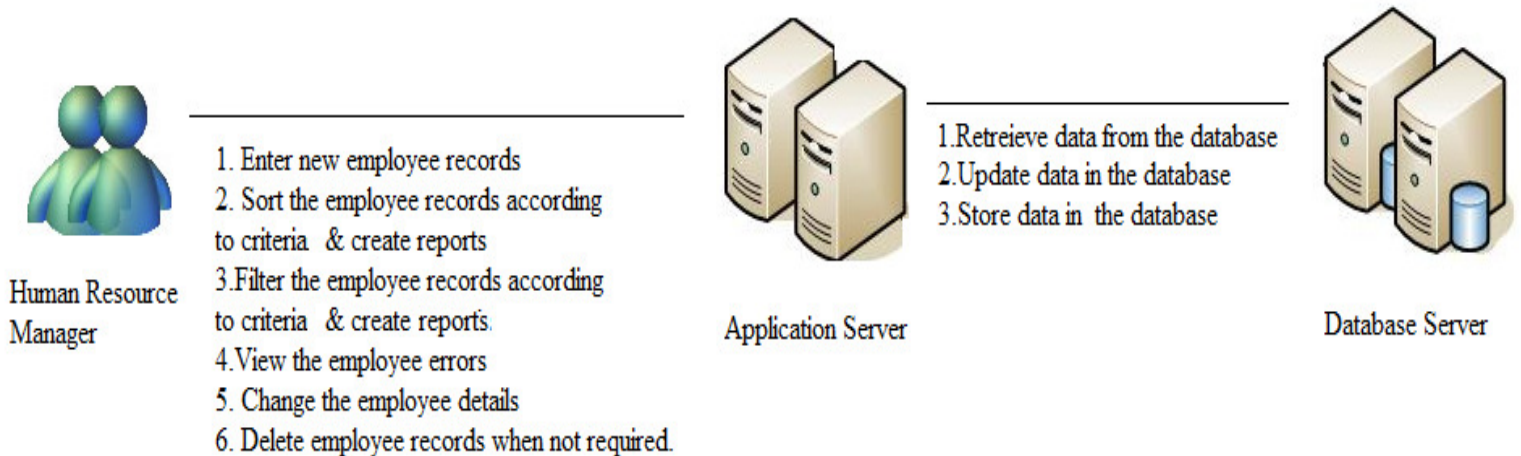 Human Resource
Manager
1. Enter new employee records
2. Sort the employee records according
to criteria & create reports
3.Filter the employee records according
to criteria & create reports.
4.View the employee errors
5. Change the employee details
6. Delete employee records when not required.
Application Server
1.Retreieve data from the database
2.Update data in the database
3.Store data in the database
Database Server